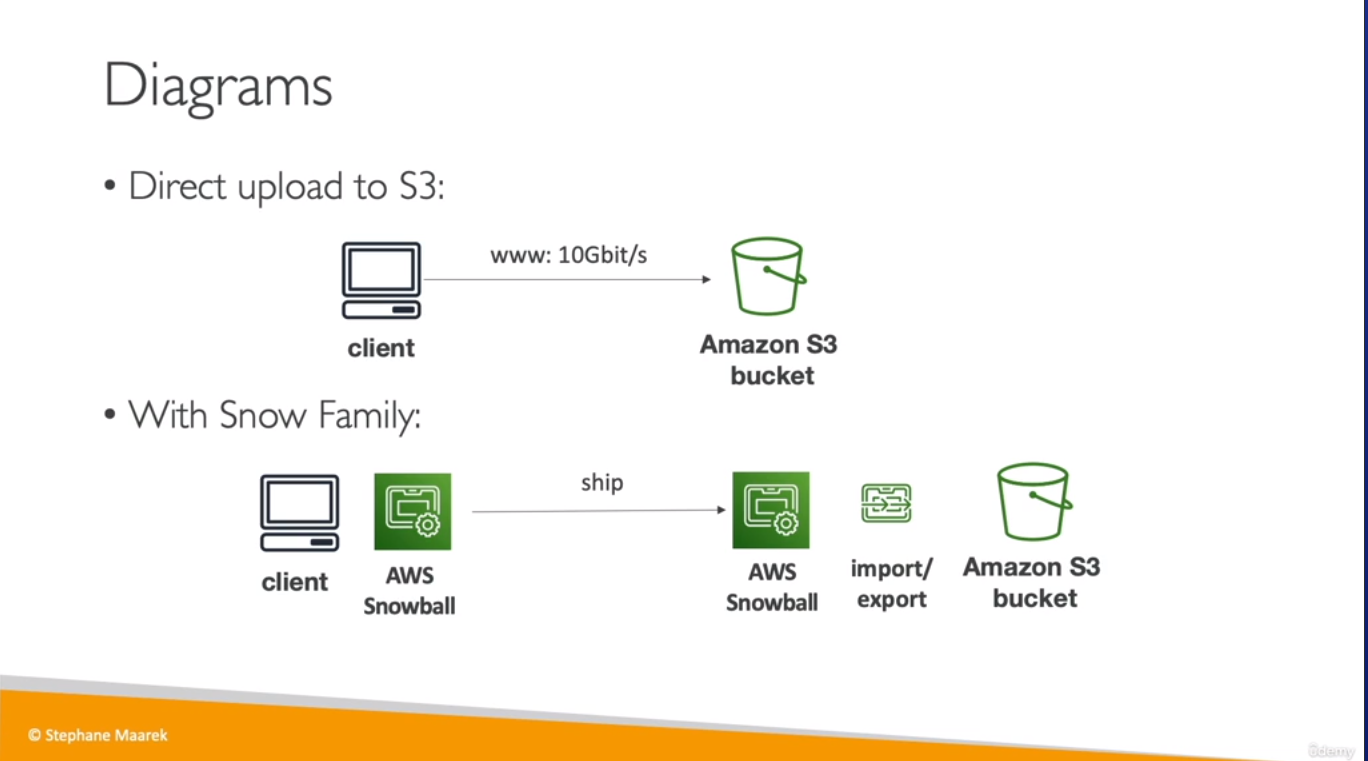 Diagrams
• Direct upload to S3:
www: 10Gbit/s
client
Amazon S3
bucket
• With Snow Family:
ship
client
AWS
Snowball
AWS
Snowball
import/
export
Amazon S3
bucket
© Stephane Maarek
ûdemy